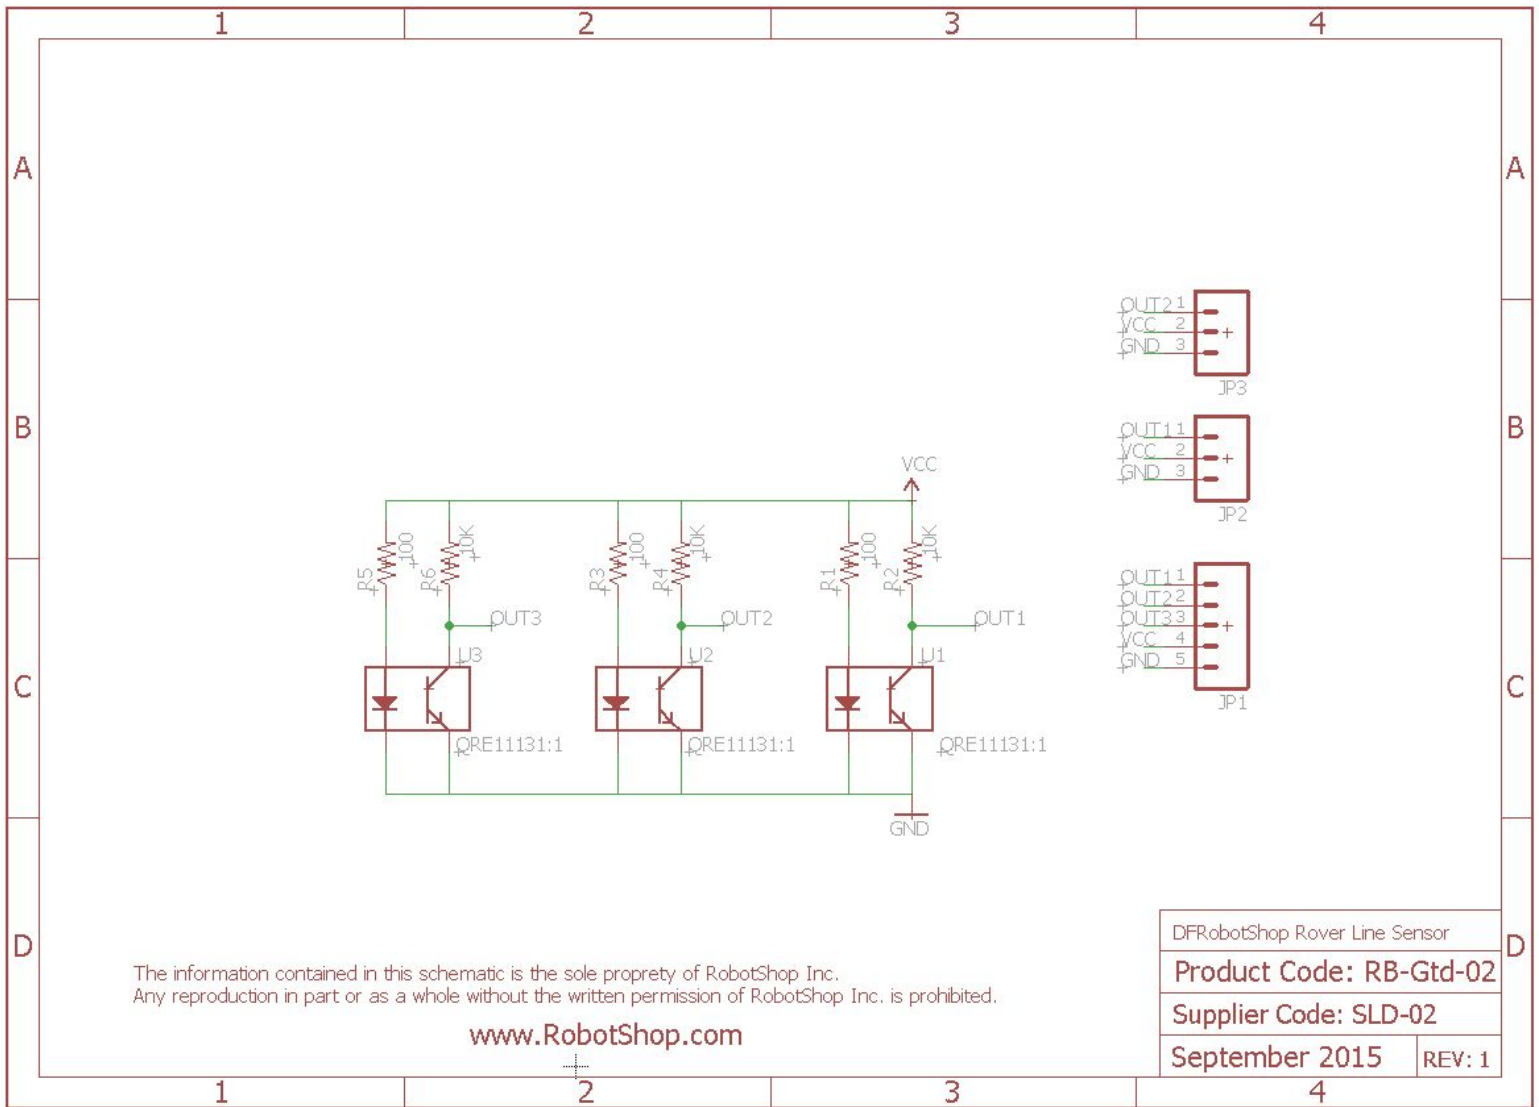 1 2 3 4
A A
OUT2 1
VCC 2
GND 3
JP3
B B
OUT1 1
VCC 2
GND 3
JP2
VCC
R5 100 R6 10K R3 100 R4 10K R1 100 R2 10K
OUT1 1
OUT2 2
OUT3 3
VCC 4
GND 5
JP1
OUT3 OUT2 OUT1
U3 U2 U1
C C
QRE11131:1 QRE11131:1 QRE11131:1
GND
D D
DFRobotShop Rover Line Sensor
Product Code: RB-Gtd-02
Supplier Code: SLD-02
September 2015 REV: 1
The information contained in this schematic is the sole proprety of RobotShop Inc.
Any reproduction in part or as a whole without the written permission of RobotShop Inc. is prohibited.
www.RobotShop.com
1 2 3 4